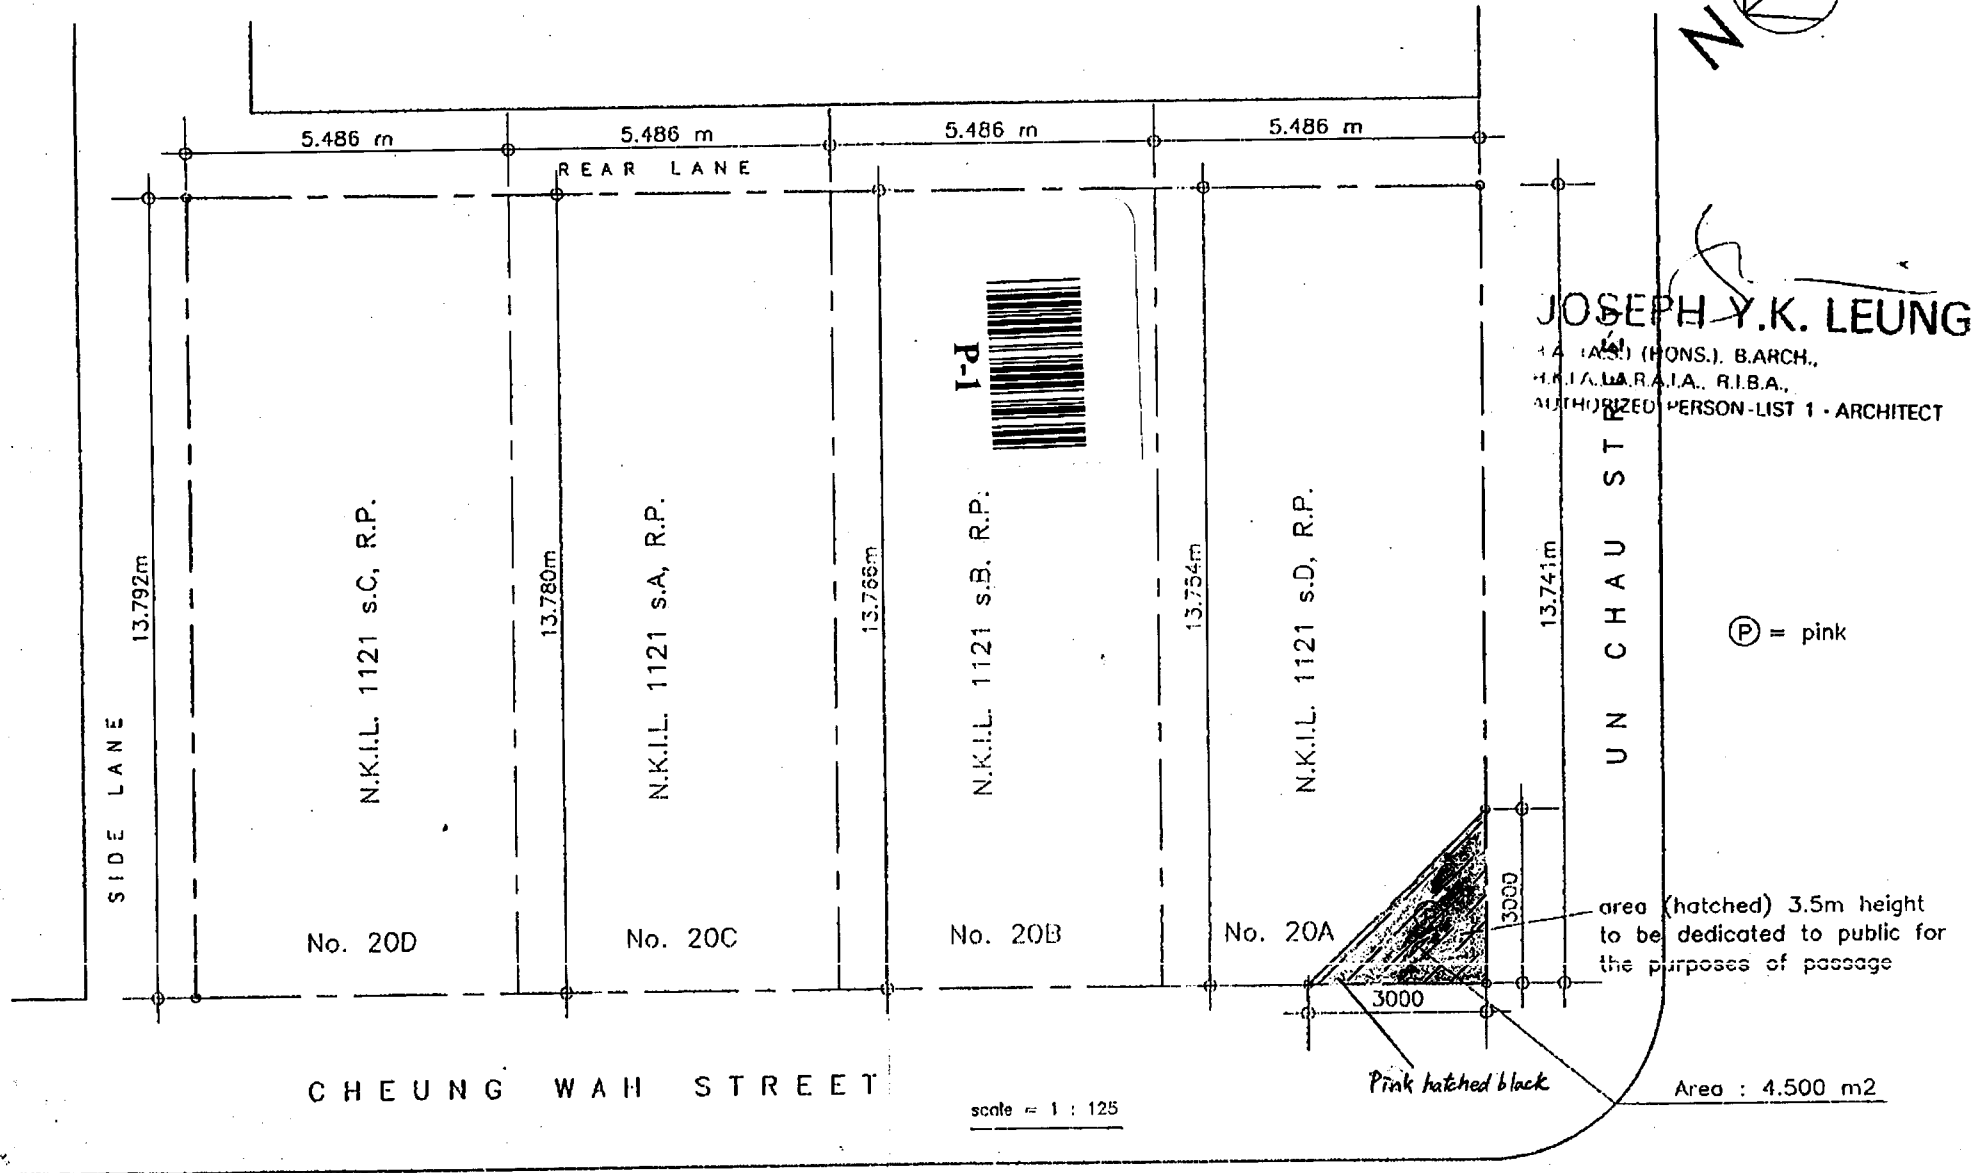 N
5.486 m
5.486 m
5.486 m
5.486 m
REAR LANE
P-1
JOSEPH Y.K. LEUNG
(HONS.). B.ARCH.,
R.I.B.A.,
AUTHORIZED PERSON-LIST 1 - ARCHITECT
13.792m
13.780m
13.766m
13.754m
13.741m
N.K.I.L. 1121 s.C, R.P.
N.K.I.L. 1121 s.A, R.P.
N.K.I.L. 1121 s.B. R.P.
N.K.I.L. 1121 s.D, R.P.
UN CHAU STREET
P = pink
SIDE LANE
No. 20D
No. 20C
No. 20B
No. 20A
3000
area (hatched) 3.5m height
to be dedicated to public for
the purposes of passage
3000
Pink hatched black
CHEUNG WAH STREET
scale = 1 : 125
Area : 4.500 m2